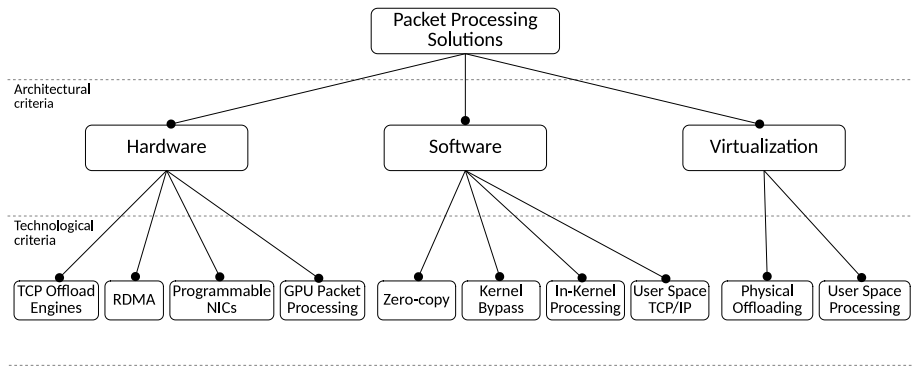 Packet Processing
Solutions
Architectural
criteria
Hardware
Software
Virtualization
Technological
criteria
TCP Offload
Engines
RDMA
Programmable
NICs
GPU Packet
Processing
Zero-copy
Kernel
Bypass
In-Kernel
Processing
User Space
TCP/IP
Physical
Offloading
User Space
Processing